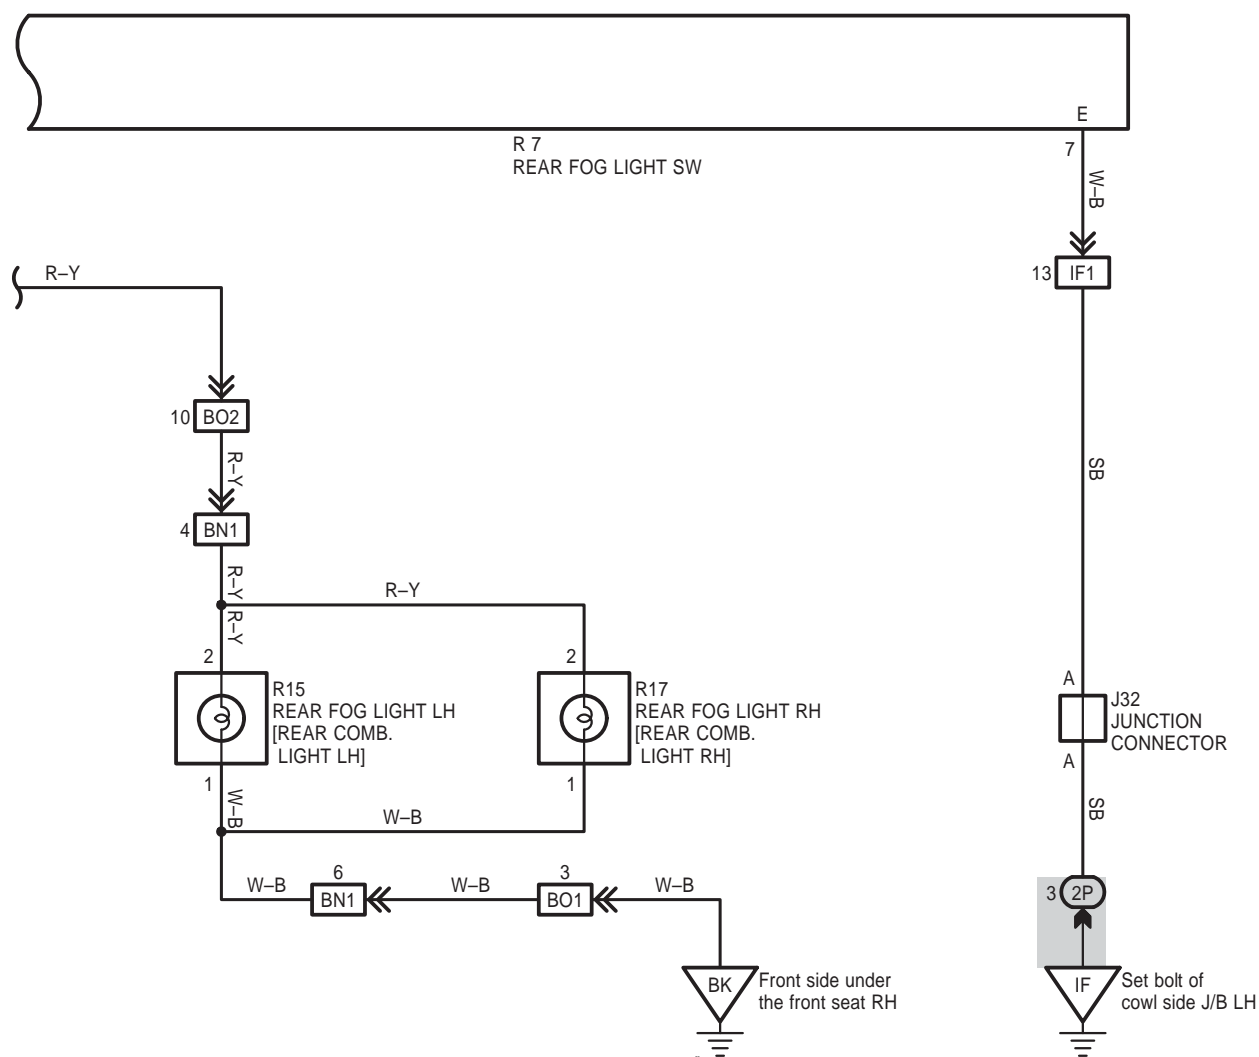 E
R 7
REAR FOG LIGHT SW
7
W–B
R–Y
13 IF1
10 BO2
R–Y
SB
4 BN1
R–Y
R–Y
R–Y
2
2
A
R15
REAR FOG LIGHT LH
[REAR COMB.
LIGHT LH]
R17
REAR FOG LIGHT RH
[REAR COMB.
LIGHT RH]
J32
JUNCTION
CONNECTOR
A
1
1
W–B
W–B
SB
6
3
W–B
BN1
W–B
BO1
W–B
3 2P
BK
Front side under
the front seat RH
IF
Set bolt of
cowl side J/B LH